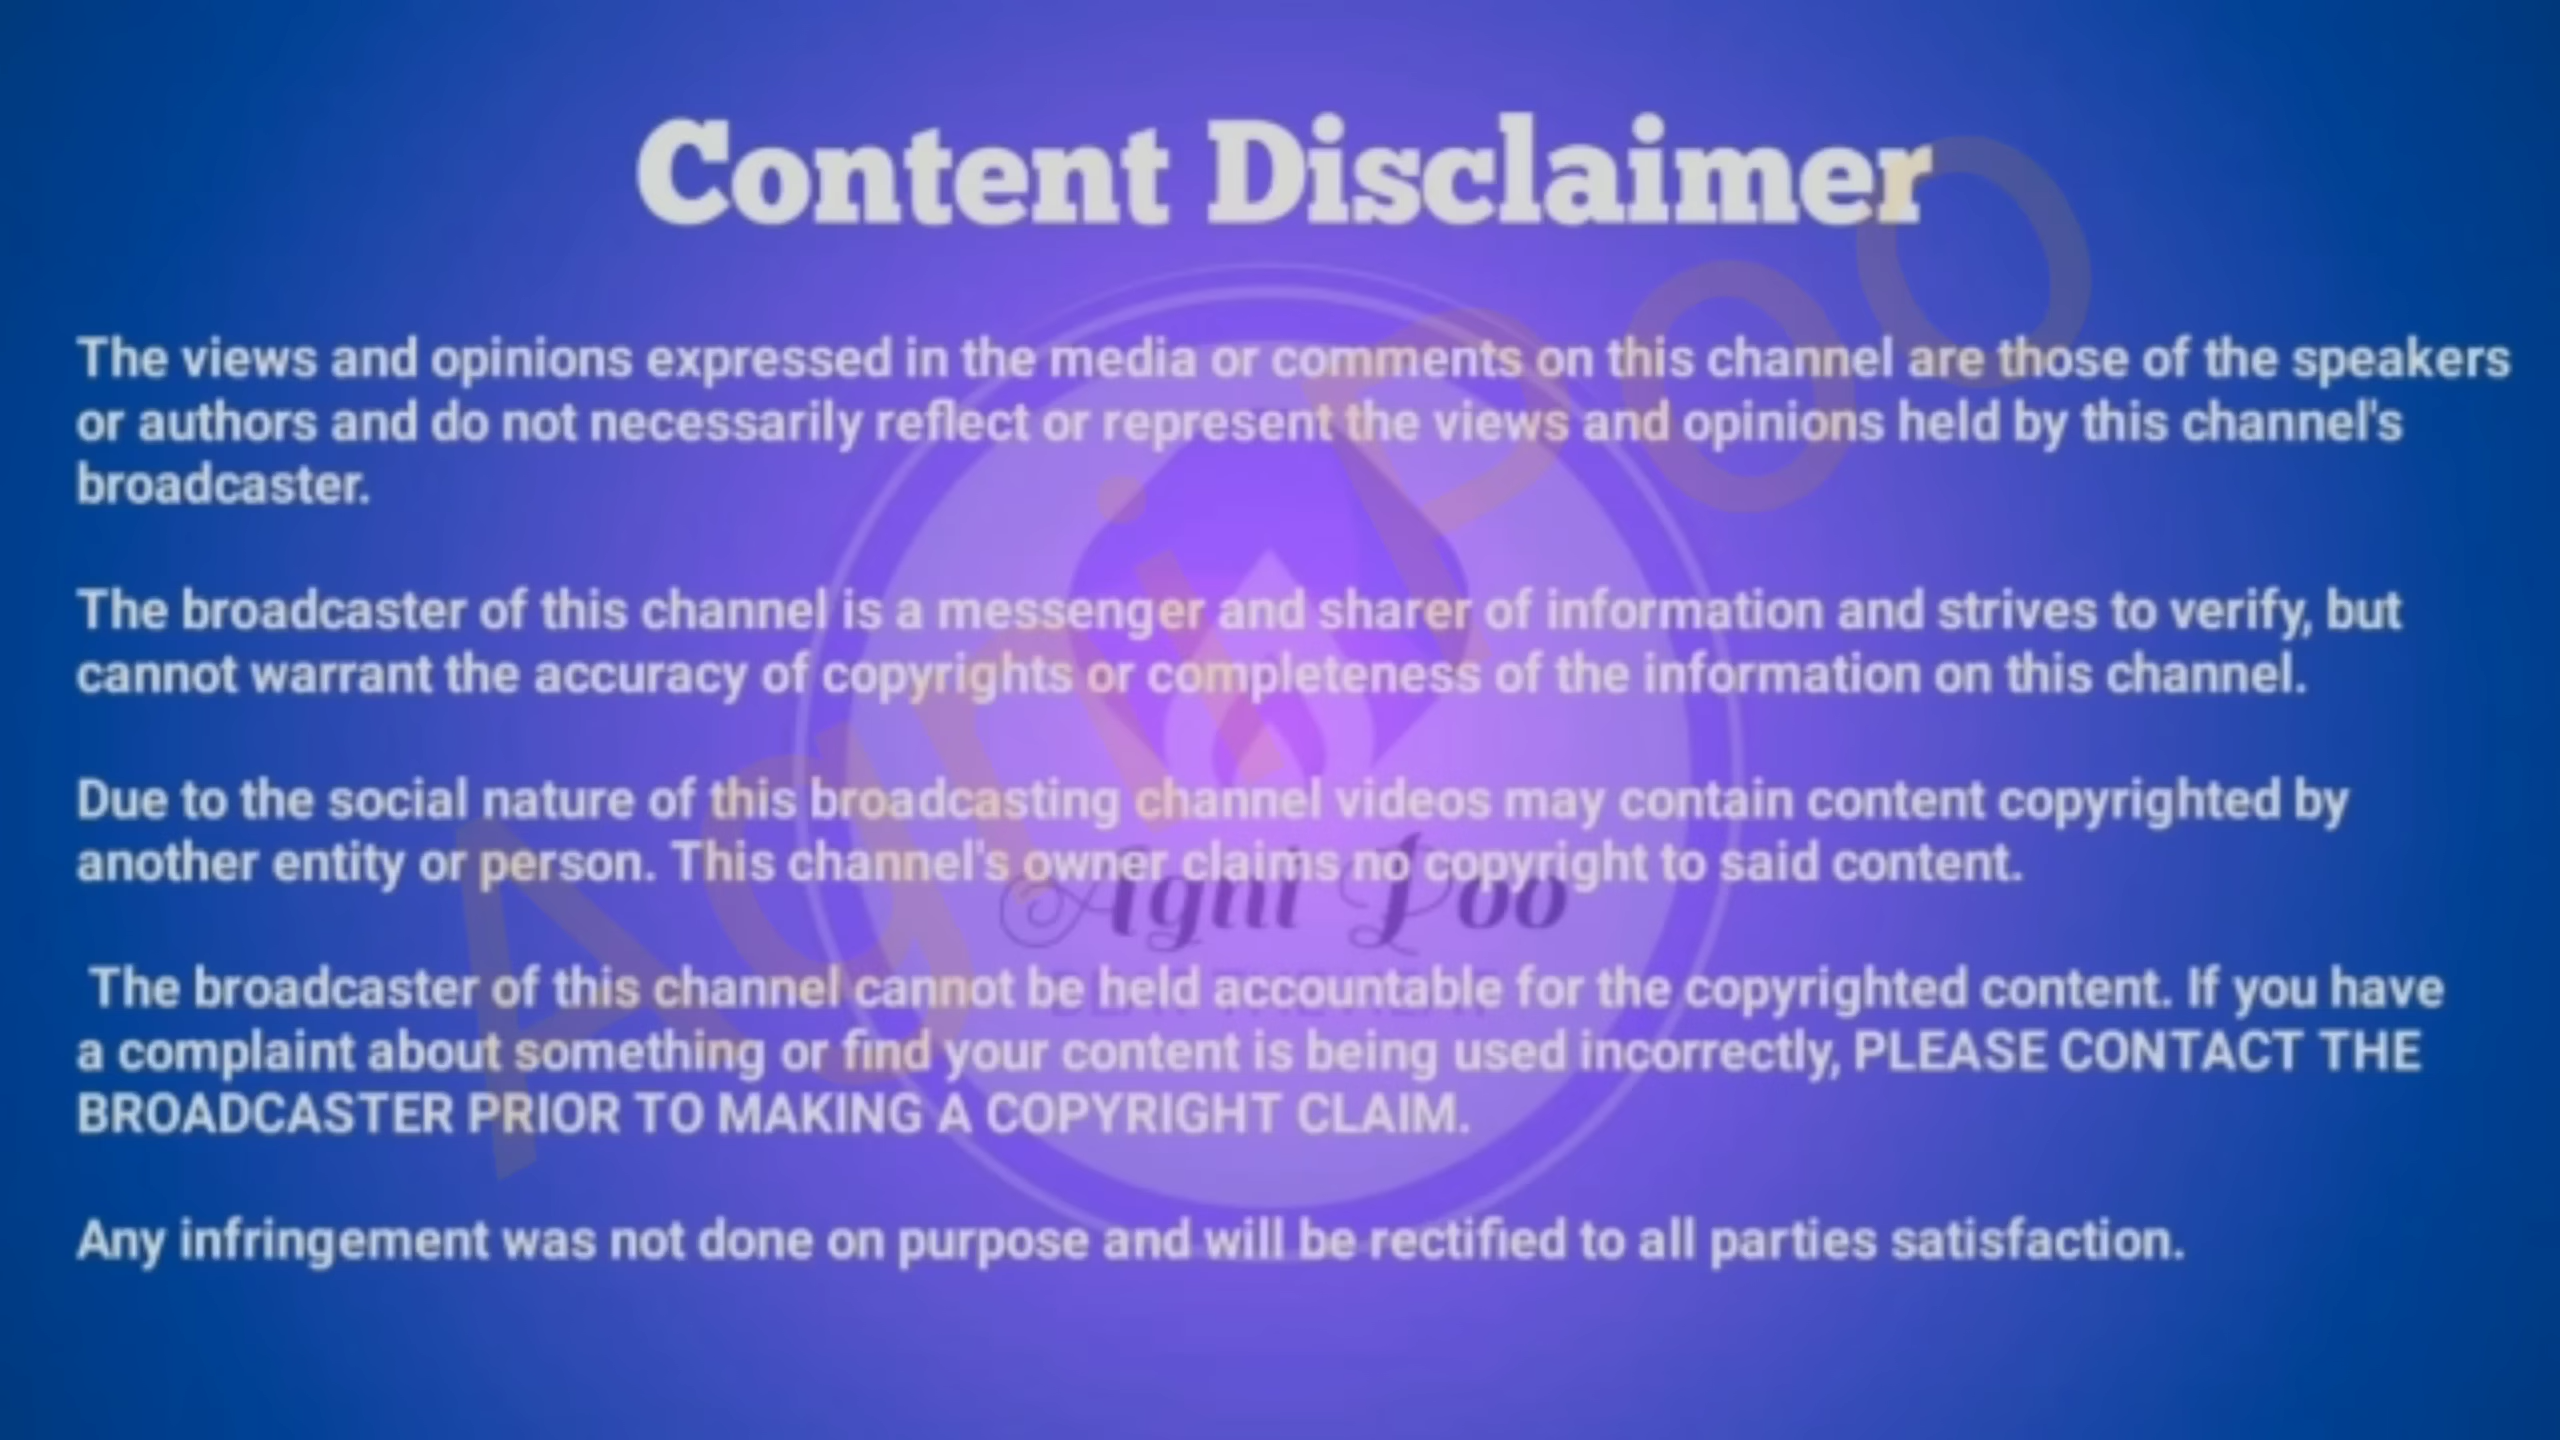 Content Disclaimer
The views and opinions expressed in the media or comments on this channel are those of the speakers
or authors and do not necessarily reflect or represent the views and opinions held by this channel's
broadcaster.
The broadcaster of this channel is a messenger and sharer of information and strives to verify, but
cannot warrant the accuracy of copyrights or completeness of the information on this channel.
Due to the social nature of this broadcasting channel videos may contain content copyrighted by
another entity or person. This channel's owner claims no copyright to said content.
Agni Poo
The broadcaster of this channel cannot be held accountable for the copyrighted content. If you have
a complaint about something or find your content is being used incorrectly, PLEASE CONTACT THE
BROADCASTER PRIOR TO MAKING A COPYRIGHT CLAIM.
Any infringement was not done on purpose and will be rectified to all parties satisfaction.
Agni Poo